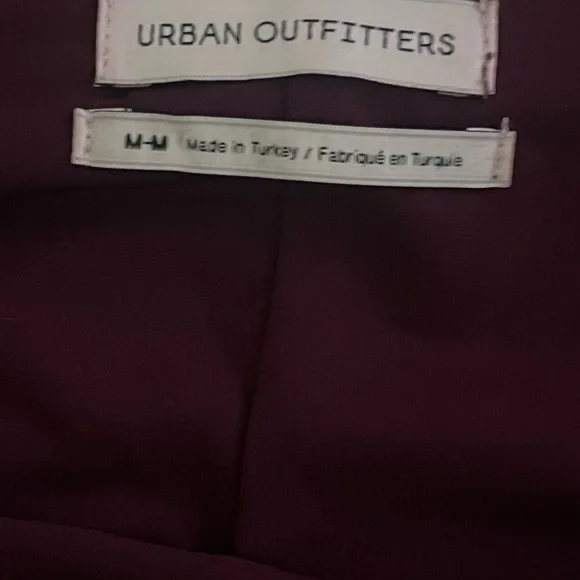 URBAN OUTFITTERS
M-M Made in Turkey / Fabriqué en Turquie